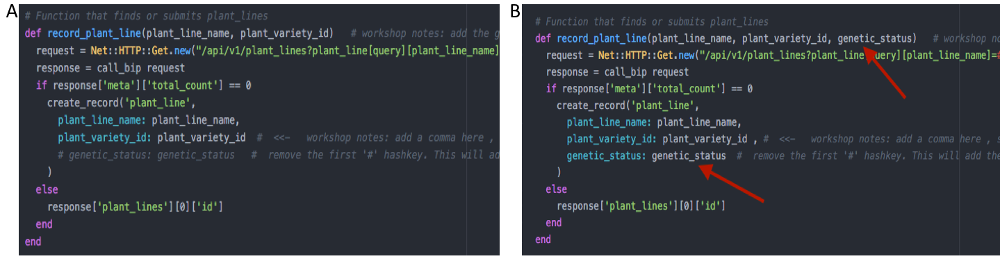 A
# Function that finds or submits plant_lines
def record_plant_line(plant_line_name, plant_variety_id)   # workshop notes: add the g
request = Net::HTTP::Get.new("/api/v1/plant_lines?plant_line[query][plant_line_name]
response = call_bip request
if response['meta']['total_count'] == 0
create_record('plant_line',
plant_line_name: plant_line_name,
plant_variety_id: plant_variety_id  #  <<-   workshop notes: add a comma here ,
# genetic_status: genetic_status   #  remove the first '#' hashkey. This will ad
)
else
response['plant_lines'][0]['id']
end
end
B
# Function that finds or submits plant_lines
def record_plant_line(plant_line_name, plant_variety_id, genetic_status)   # workshop no
request = Net::HTTP::Get.new("/api/v1/plant_lines?plant_line[query][plant_line_name]=#
response = call_bip request
if response['meta']['total_count'] == 0
create_record('plant_line',
plant_line_name: plant_line_name,
plant_variety_id: plant_variety_id , #  <<-   workshop notes: add a comma here , s
genetic_status: genetic_status  #  remove the first '#' hashkey. This will add the
)
else
response['plant_lines'][0]['id']
end
end